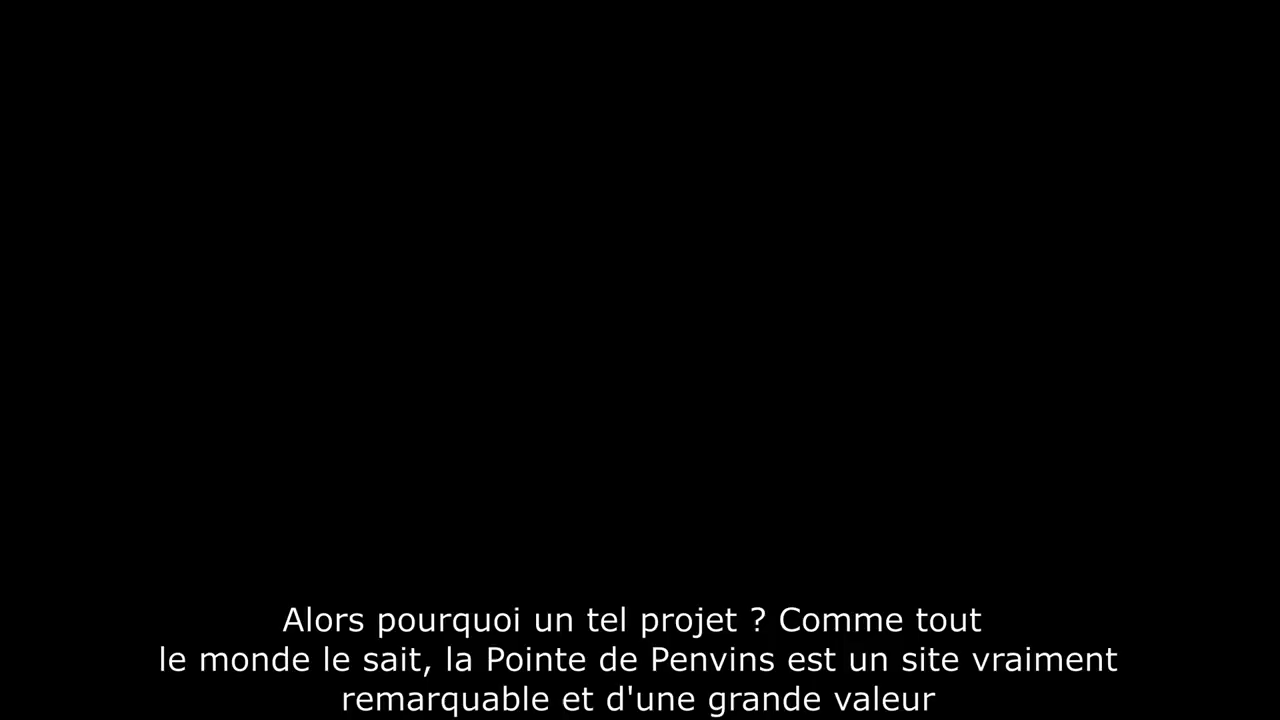 Alors pourquoi un tel projet ? Comme tout
le monde le sait, la Pointe de Penvins est un site vraiment
remarquable et d'une grande valeur